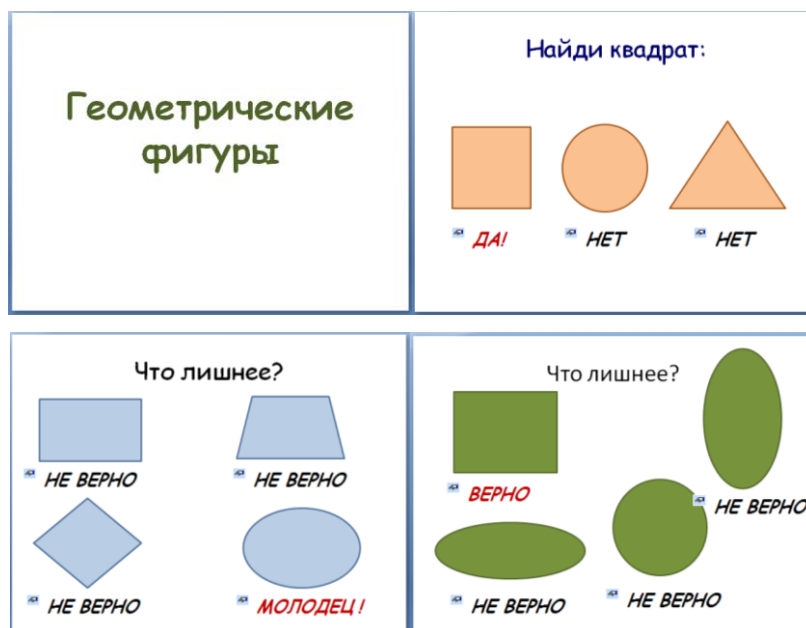 Геометрические
фигуры
Найди квадрат:
ДА!
НЕТ
НЕТ
Что лишнее?
НЕ ВЕРНО
НЕ ВЕРНО
НЕ ВЕРНО
МОЛОДЕЦ!
Что лишнее?
ВЕРНО
НЕ ВЕРНО
НЕ ВЕРНО
НЕ ВЕРНО